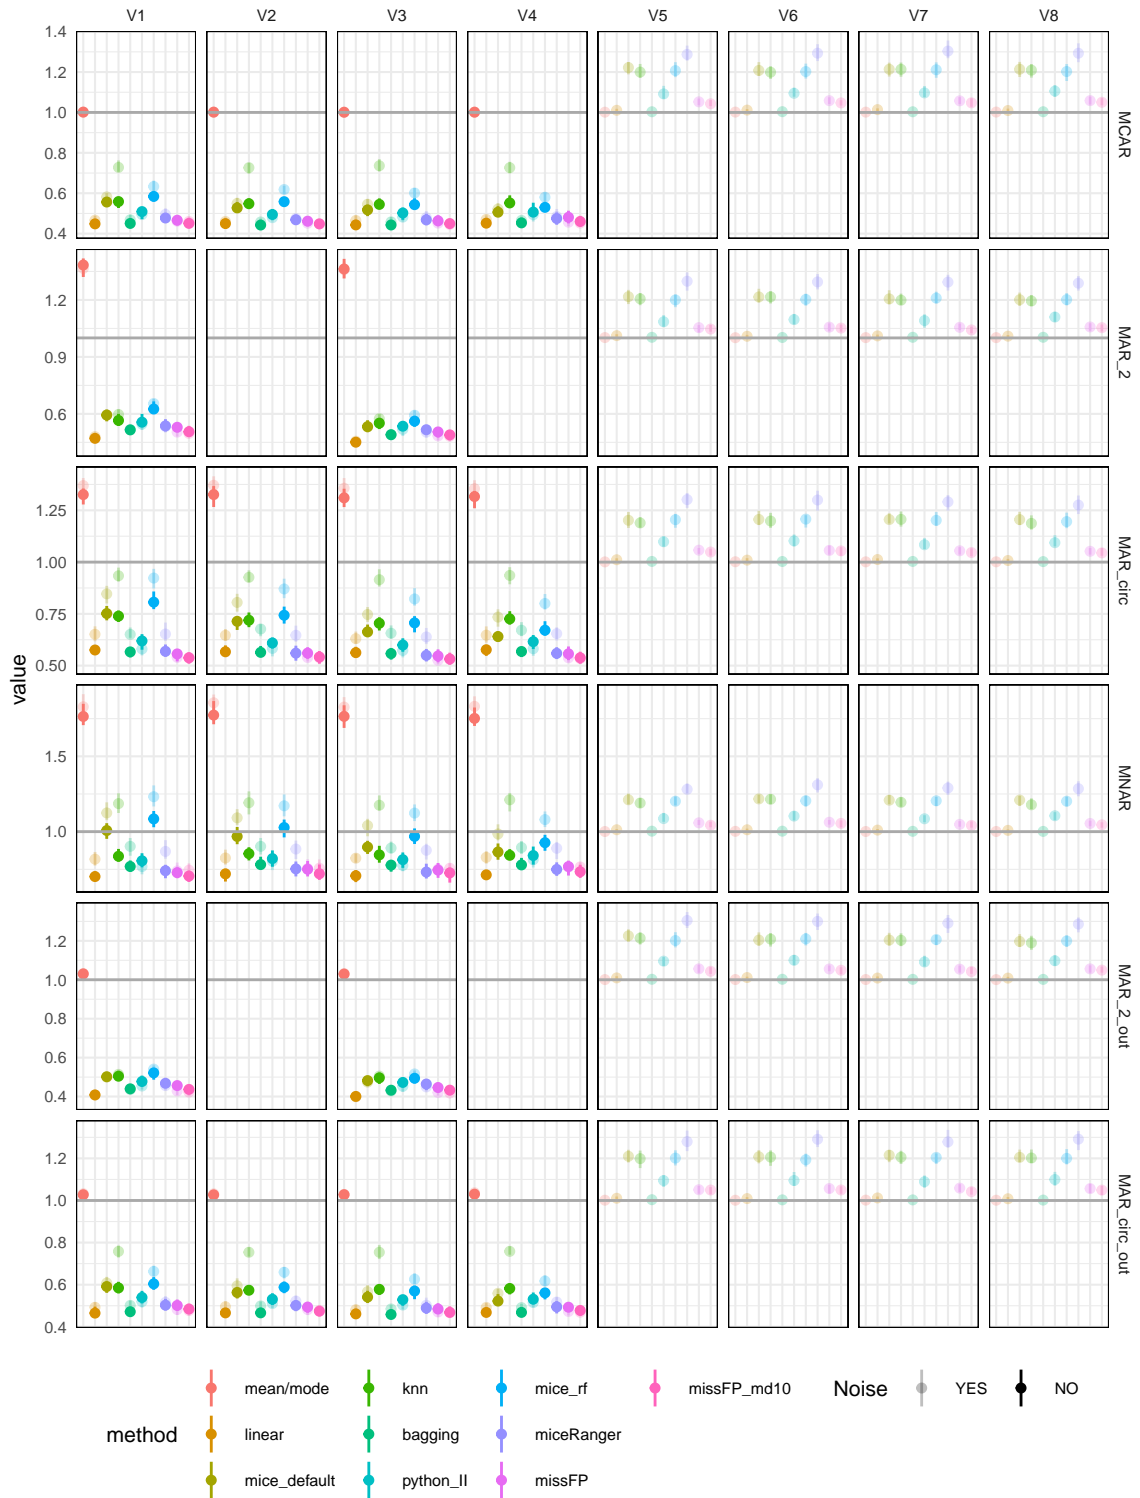 V1 V2 V3 V4 V5 V6 V7 V8
1.4
1.2
1.0
0.8
0.6
0.4
MCAR
1.2
0.9
0.6
MAR_2
1.25
1.00
0.75
0.50
MAR_circ
value
1.5
1.0
MNAR
1.2
1.0
0.8
0.6
0.4
MAR_2_out
1.2
1.0
0.8
0.6
0.4
MAR_circ_out
method
mean/mode
linear
mice_default
knn
bagging
python_II
mice_rf
miceRanger
missFP
missFP_md10
Noise
YES
NO